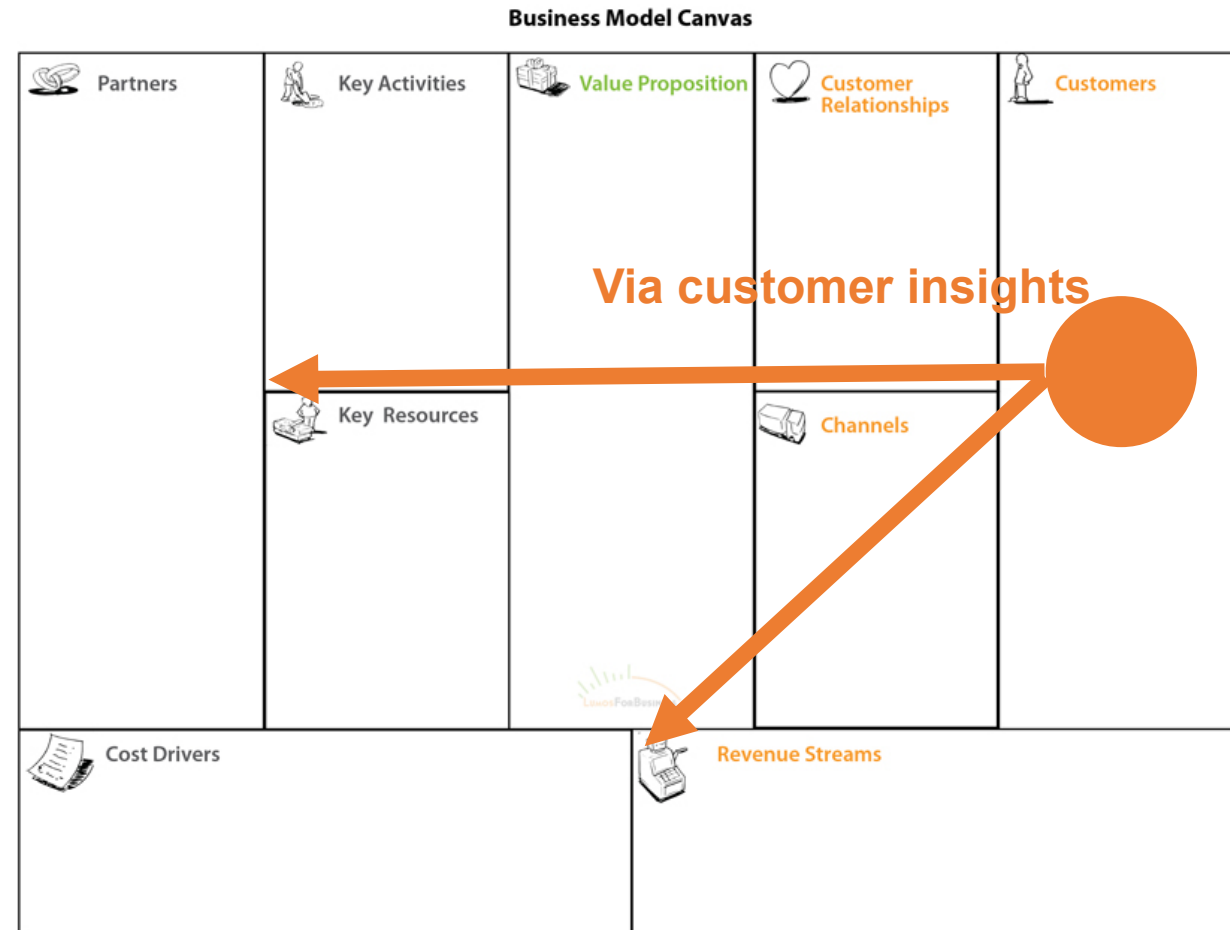 Business Model Canvas
Partners
Key Activities
Value Proposition
Customer
Relationships
Customers
Via customer insights
Key Resources
Channels
Cost Drivers
Revenue Streams